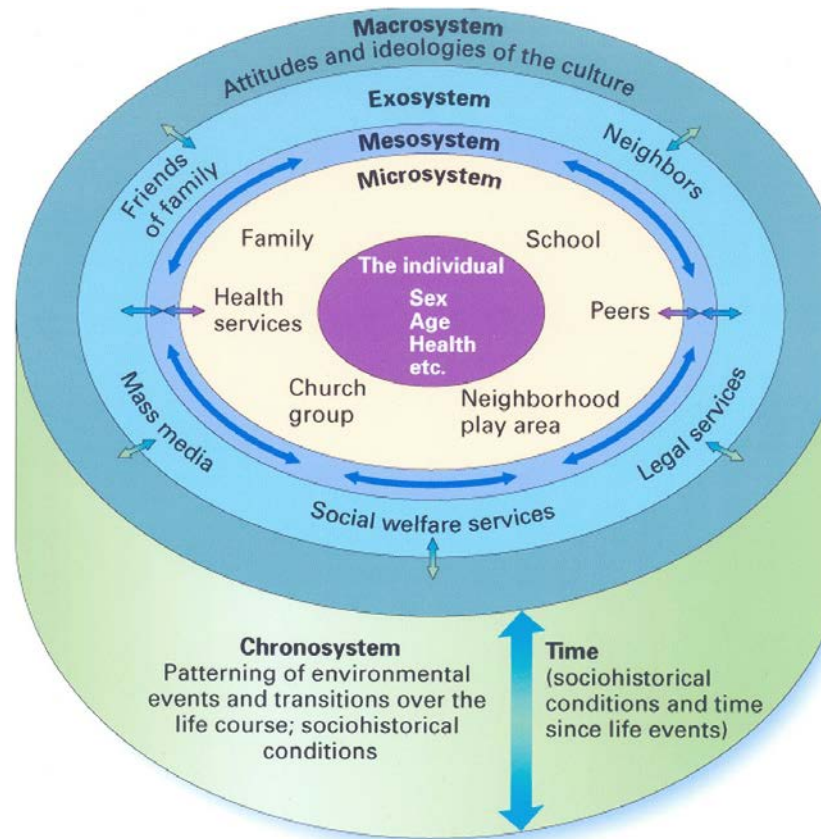 Macrosystem
Attitudes and ideologies of the culture
Exosystem
Mesosystem
Microsystem
Friends
of family
Neighbors
Family
School
The individual
Sex
Age
Health
etc.
Health
services
Peers
Church
group
Neighborhood
play area
Mass media
Legal services
Social welfare services
Chronosystem
Patterning of environmental
events and transitions over the
life course; sociohistorical
conditions
Time
(sociohistorical
conditions and time
since life events)